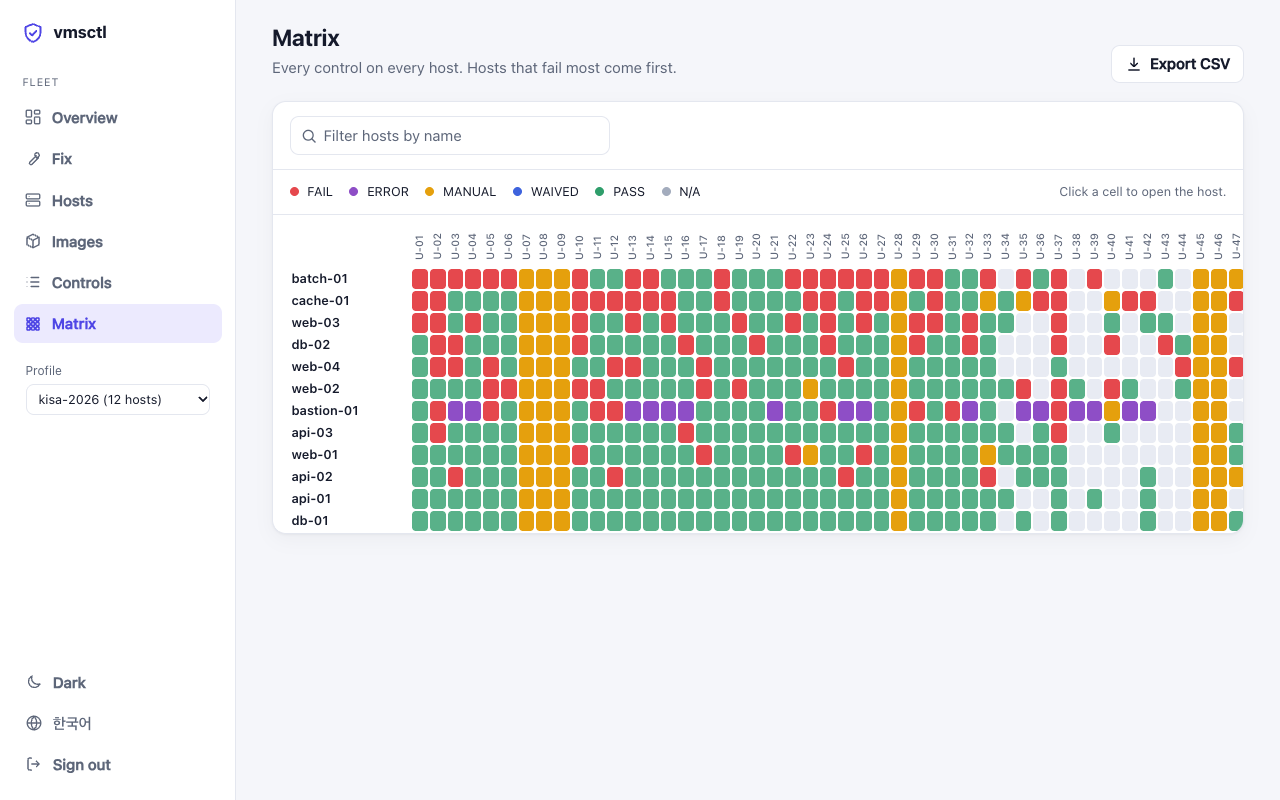 vmsctl
FLEET
Overview
Fix
Hosts
Images
Controls
Matrix
Profile
kisa-2026 (12 hosts)
Dark
한국어
Sign out
Matrix
Every control on every host. Hosts that fail most come first.
Export CSV
Filter hosts by name
FAIL ERROR MANUAL WAIVED PASS N/A
Click a cell to open the host.
U-01 U-02 U-03 U-04 U-05 U-06 U-07 U-08 U-09 U-10 U-11 U-12 U-13 U-14 U-15 U-16 U-17 U-18 U-19 U-20 U-21 U-22 U-23 U-24 U-25 U-26 U-27 U-28 U-29 U-30 U-31 U-32 U-33 U-34 U-35 U-36 U-37 U-38 U-39 U-40 U-41 U-42 U-43 U-44 U-45 U-46 U-47
batch-01
cache-01
web-03
db-02
web-04
web-02
bastion-01
api-03
web-01
api-02
api-01
db-01